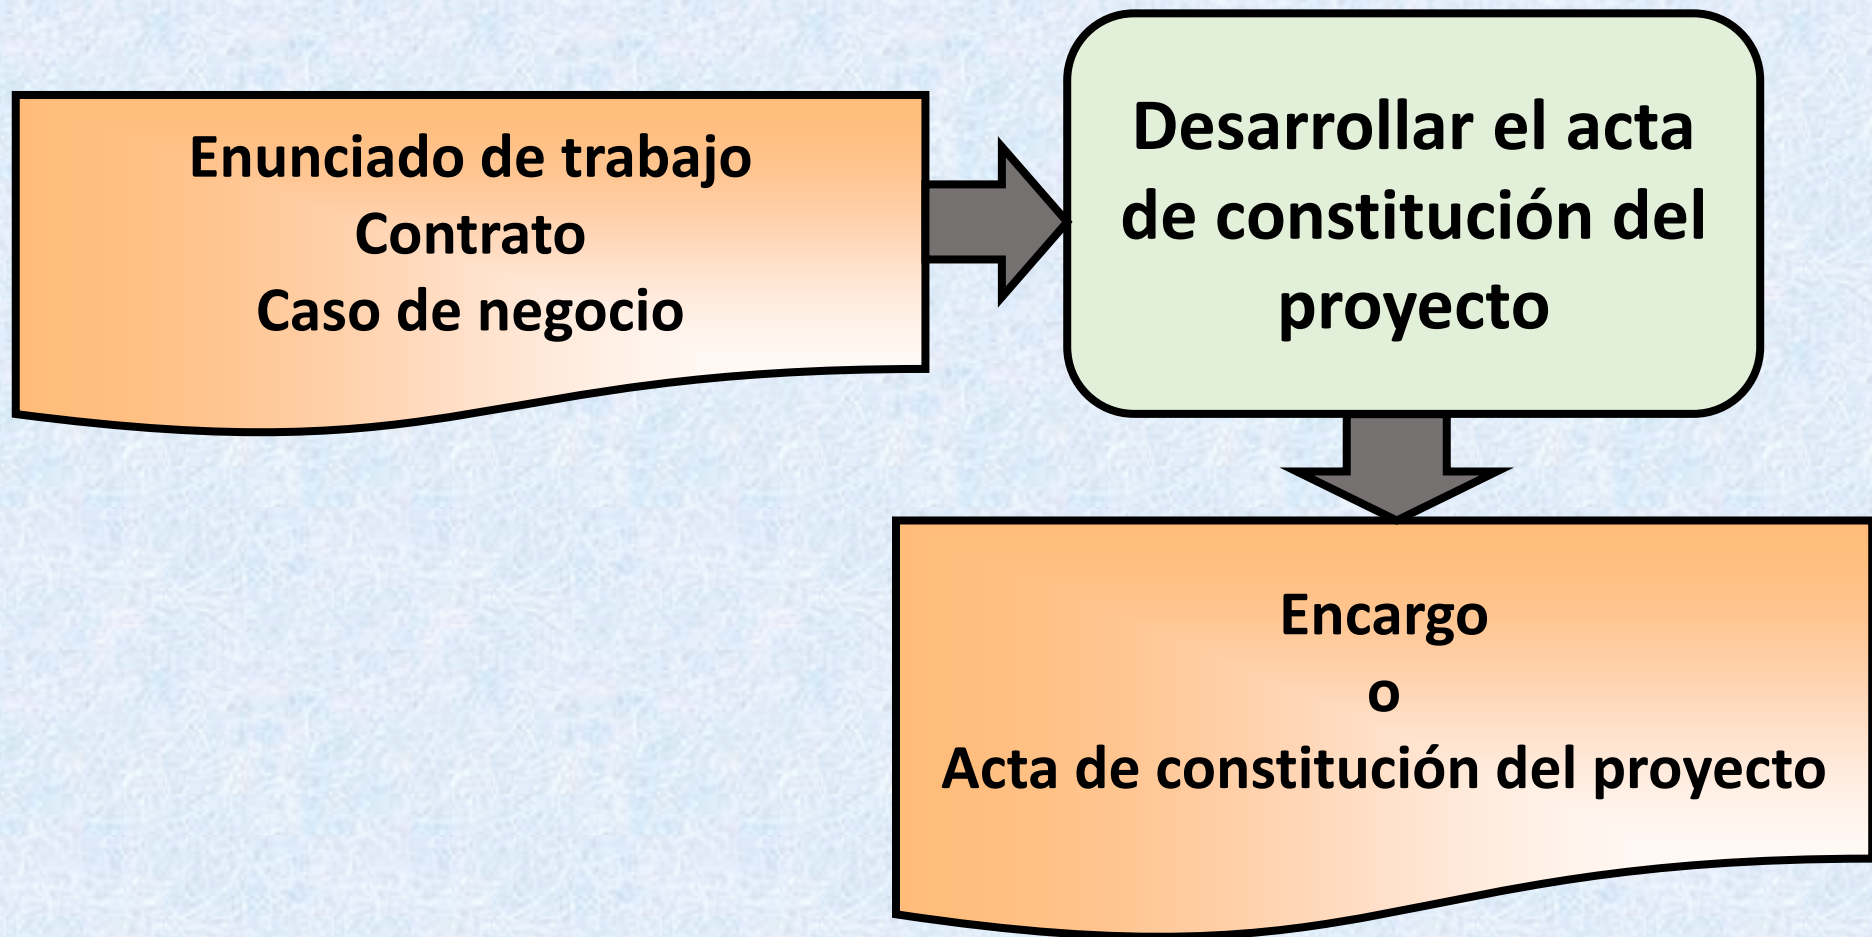 Enunciado de trabajo
Contrato
Caso de negocio
Desarrollar el acta
de constitución del
proyecto
Encargo
o
Acta de constitución del proyecto